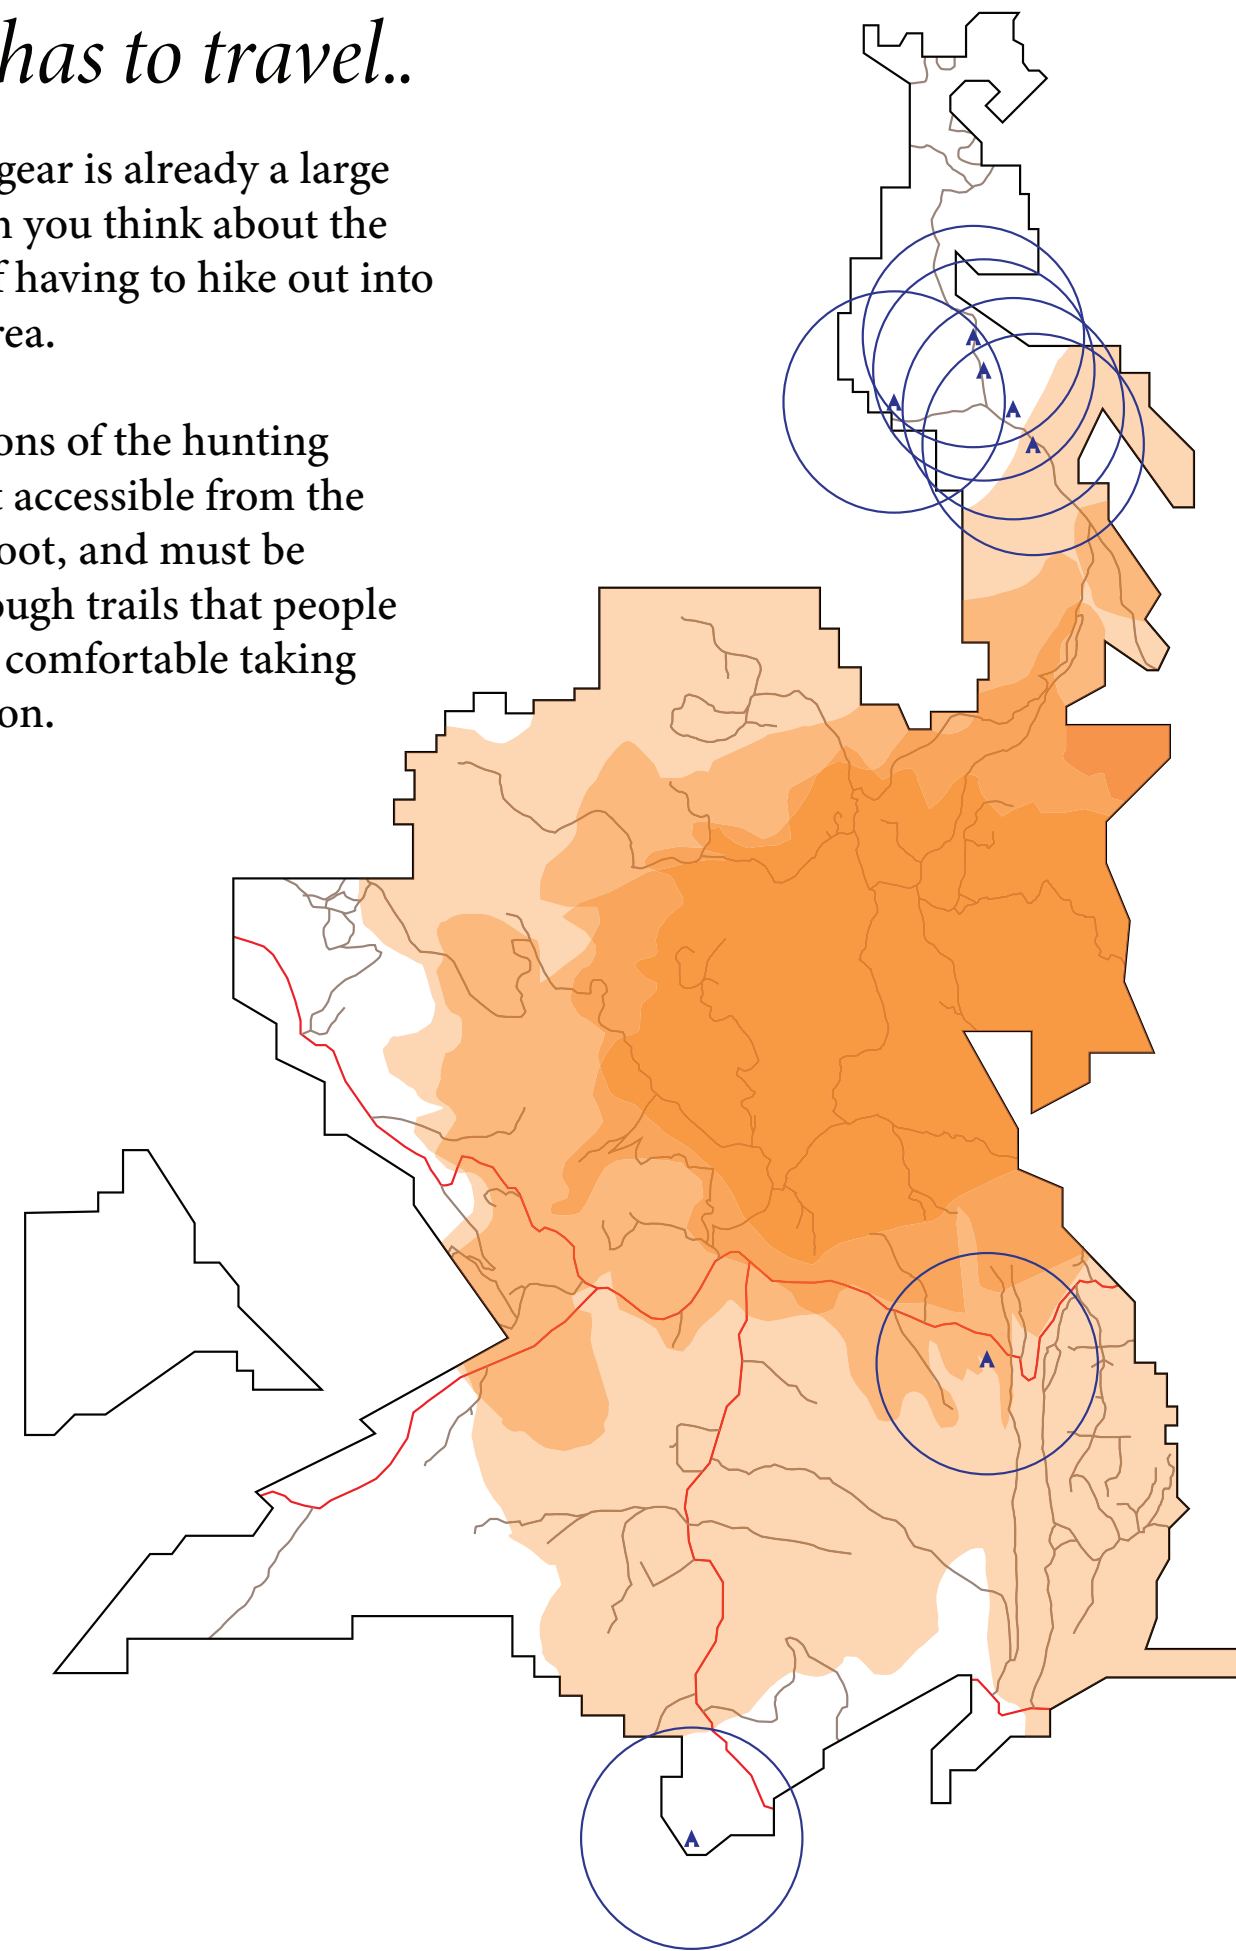 has to travel..
gear is already a large
n you think about the
f having to hike out into
rea.
ons of the hunting
t accessible from the
oot, and must be
ough trails that people
comfortable taking
on.
A
A
A
A
A
A
A